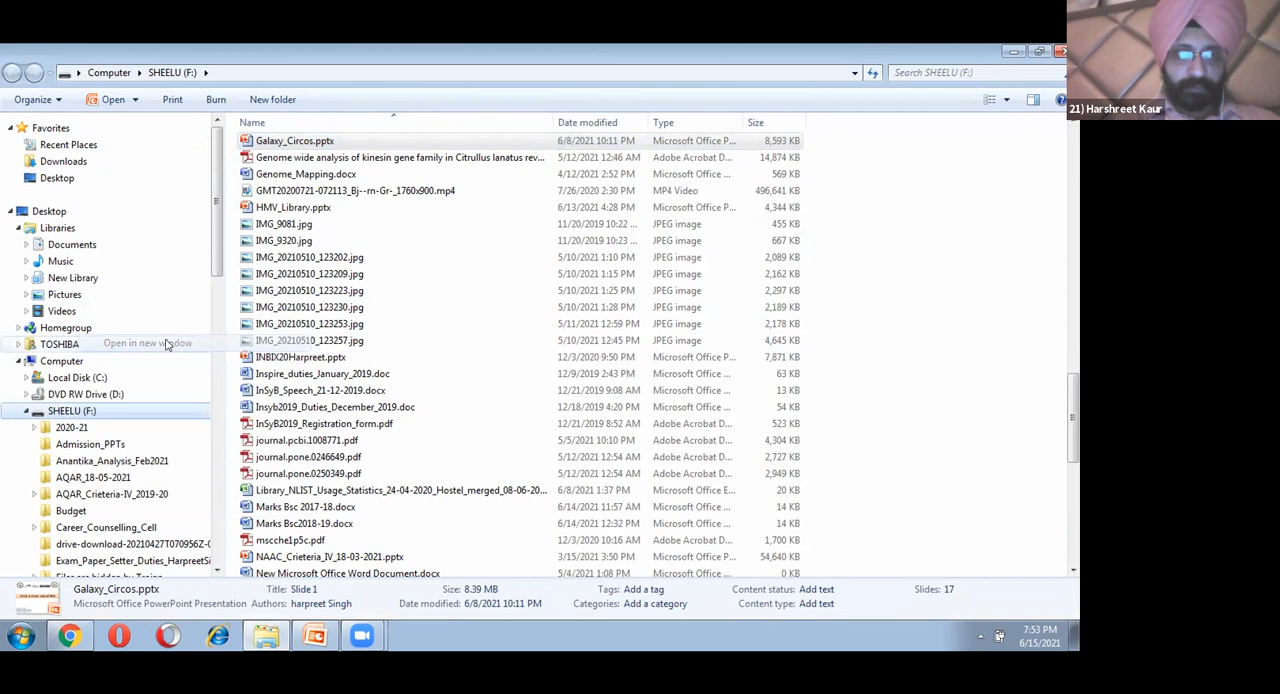 Computer ▸ SHEELU (F:) ▸
Search SHEELU (F:)
21) Harshreet Kaur
Organize Open Print Burn New folder
Name Date modified Type Size
Favorites
Recent Places
Downloads
Desktop
Desktop
Libraries
Documents
Music
New Library
Pictures
Videos
Homegroup
TOSHIBA Open in new window
Computer
Local Disk (C:)
DVD RW Drive (D:)
SHEELU (F:)
2020-21
Admission_PPTs
Anantika_Analysis_Feb2021
AQAR_18-05-2021
AQAR_Crieteria-IV_2019-20
Budget
Career_Counselling_Cell
drive-download-20210427T070956Z-0
Exam_Paper_Setter_Duties_HarpreetSi
Files are hidden by Trojan
Galaxy_Circos.pptx 6/8/2021 10:11 PM Microsoft Office P... 8,593 KB
Genome wide analysis of kinesin gene family in Citrullus lanatus rev... 5/12/2021 12:46 AM Adobe Acrobat D... 14,874 KB
Genome_Mapping.docx 4/12/2021 2:52 PM Microsoft Office ... 569 KB
GMT20200721-072113_Bj--rn-Gr-_1760x900.mp4 7/26/2020 2:30 PM MP4 Video 496,641 KB
HMV_Library.pptx 6/13/2021 4:28 PM Microsoft Office P... 4,344 KB
IMG_9081.jpg 11/20/2019 10:22 ... JPEG image 455 KB
IMG_9320.jpg 11/20/2019 10:23 ... JPEG image 667 KB
IMG_20210510_123202.jpg 5/10/2021 1:10 PM JPEG image 2,089 KB
IMG_20210510_123209.jpg 5/10/2021 1:15 PM JPEG image 2,162 KB
IMG_20210510_123223.jpg 5/10/2021 1:25 PM JPEG image 2,297 KB
IMG_20210510_123230.jpg 5/10/2021 1:28 PM JPEG image 2,189 KB
IMG_20210510_123253.jpg 5/11/2021 12:59 PM JPEG image 2,178 KB
IMG_20210510_123257.jpg 5/10/2021 12:45 PM JPEG image 2,064 KB
INBIX20Harpreet.pptx 12/3/2020 9:50 PM Microsoft Office P... 7,871 KB
Inspire_duties_January_2019.doc 12/9/2019 2:43 PM Microsoft Office ... 63 KB
InSyB_Speech_21-12-2019.docx 12/21/2019 9:08 AM Microsoft Office ... 13 KB
Insyb2019_Duties_December_2019.doc 12/18/2019 4:20 PM Microsoft Office ... 54 KB
InSyB2019_Registration_form.pdf 12/21/2019 8:52 AM Adobe Acrobat D... 523 KB
journal.pcbi.1008771.pdf 5/5/2021 10:10 PM Adobe Acrobat D... 4,304 KB
journal.pone.0246649.pdf 5/12/2021 12:54 AM Adobe Acrobat D... 2,727 KB
journal.pone.0250349.pdf 5/12/2021 12:54 AM Adobe Acrobat D... 2,949 KB
Library_NLIST_Usage_Statistics_24-04-2020_Hostel_merged_08-06-20... 6/8/2021 1:37 PM Microsoft Office E... 20 KB
Marks Bsc 2017-18.docx 6/14/2021 11:57 AM Microsoft Office ... 14 KB
Marks Bsc2018-19.docx 6/14/2021 12:32 PM Microsoft Office ... 14 KB
mscche1p5c.pdf 12/3/2020 10:16 AM Adobe Acrobat D... 1,700 KB
NAAC_Crieteria_IV_18-03-2021.pptx 3/15/2021 3:50 PM Microsoft Office P... 54,640 KB
New Microsoft Office Word Document.docx 5/4/2021 1:08 PM Microsoft Office ... 0 KB
Galaxy_Circos.pptx Title: Slide 1 Size: 8.39 MB Tags: Add a tag Content status: Add text Slides: 17
Microsoft Office PowerPoint Presentation Authors: harpreet Singh Date modified: 6/8/2021 10:11 PM Categories: Add a category Content type: Add text
7:53 PM
6/15/2021